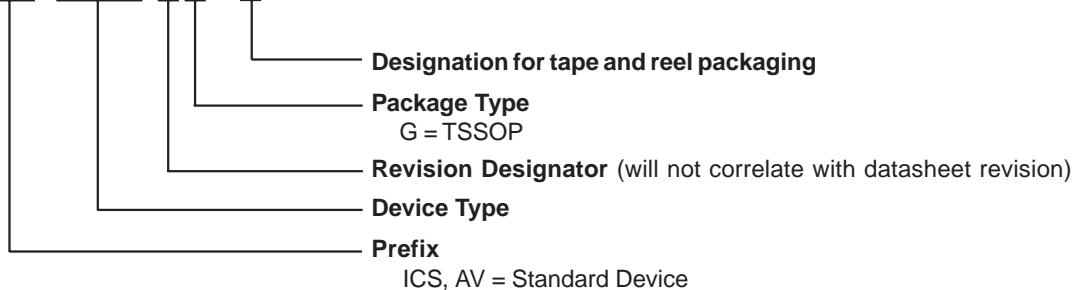 Designation for tape and reel packaging
Package Type
G = TSSOP
Revision Designator (will not correlate with datasheet revision)
Device Type
Prefix
ICS, AV = Standard Device